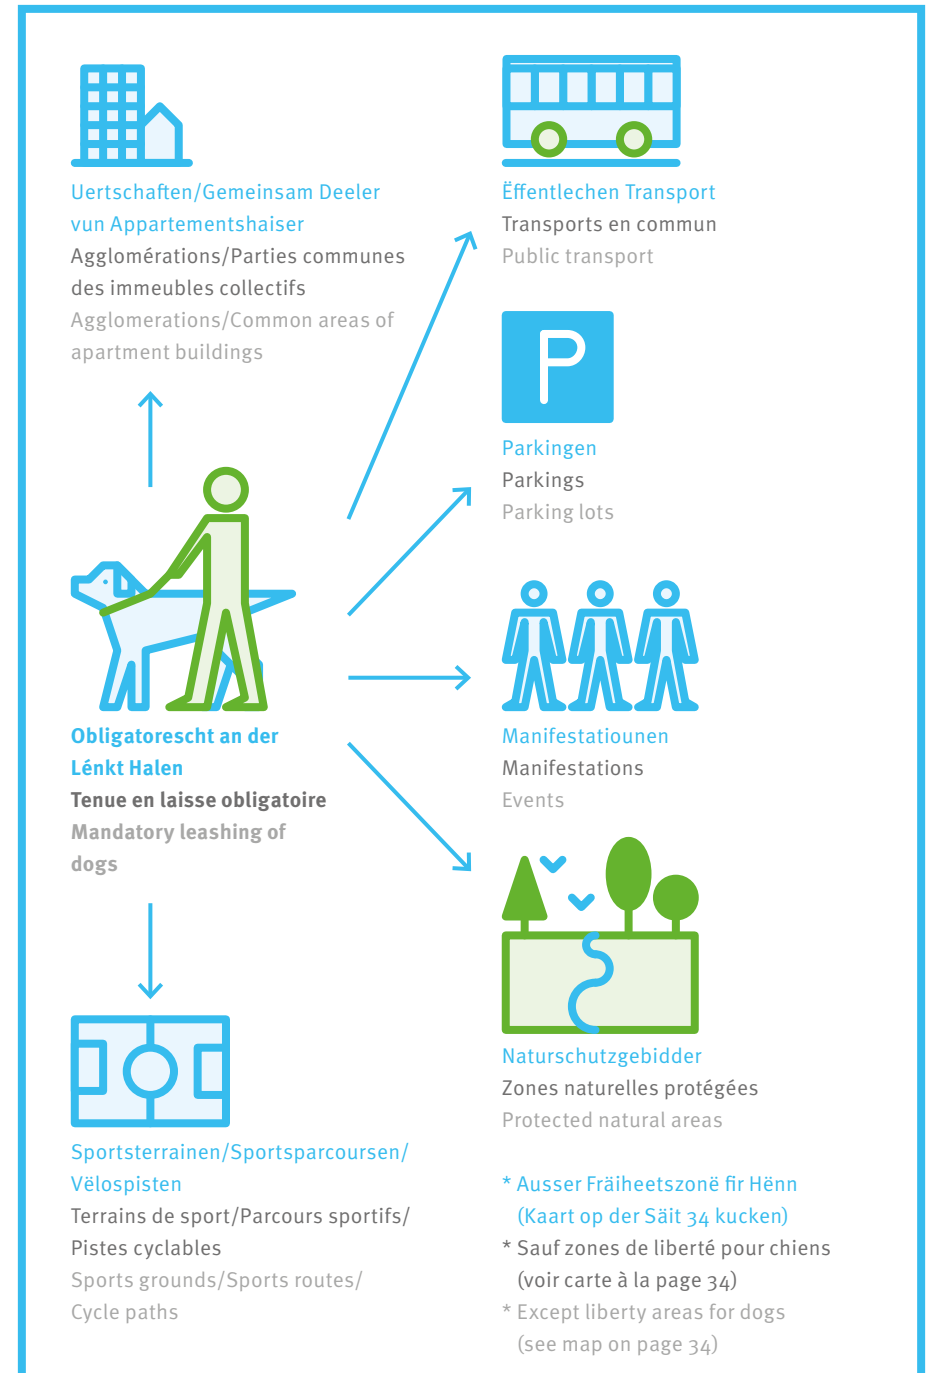 Uertschaften/Gemeinsam Deeler
vun Appartementshaiser
Agglomérations/Parties communes
des immeubles collectifs
Agglomerations/Common areas of
apartment buildings
Ëffentlechen Transport
Transports en commun
Public transport
P
Parkingen
Parkings
Parking lots
Obligatorescht an der
Lénkt Halen
Tenue en laisse obligatoire
Mandatory leashing of
dogs
Manifestatiounen
Manifestations
Events
Naturschutzgebidder
Zones naturelles protégées
Protected natural areas
Sportsterrainen/Sportsparcoursen/
Vëlospisten
Terrains de sport/Parcours sportifs/
Pistes cyclables
Sports grounds/Sports routes/
Cycle paths
* Ausser Fräiheetszonë fir Hënn
(Kaart op der Säit 34 kucken)
* Sauf zones de liberté pour chiens
(voir carte à la page 34)
* Except liberty areas for dogs
(see map on page 34)